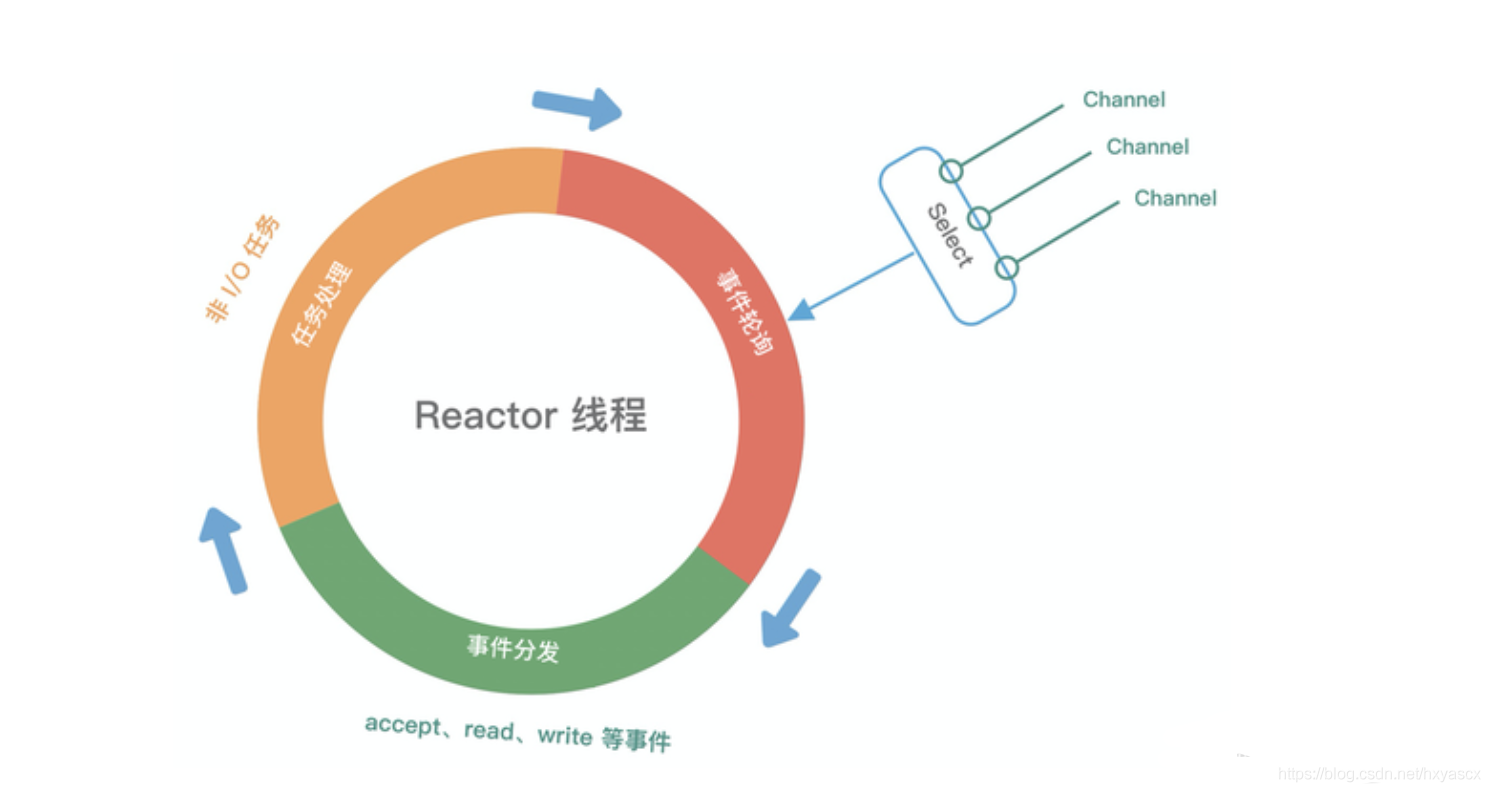 Channel
Channel
Channel
Select
事件轮询
非 I/O 任务
任务处理
Reactor 线程
事件分发
accept、read、write 等事件
https://blog.csdn.net/hxyascx